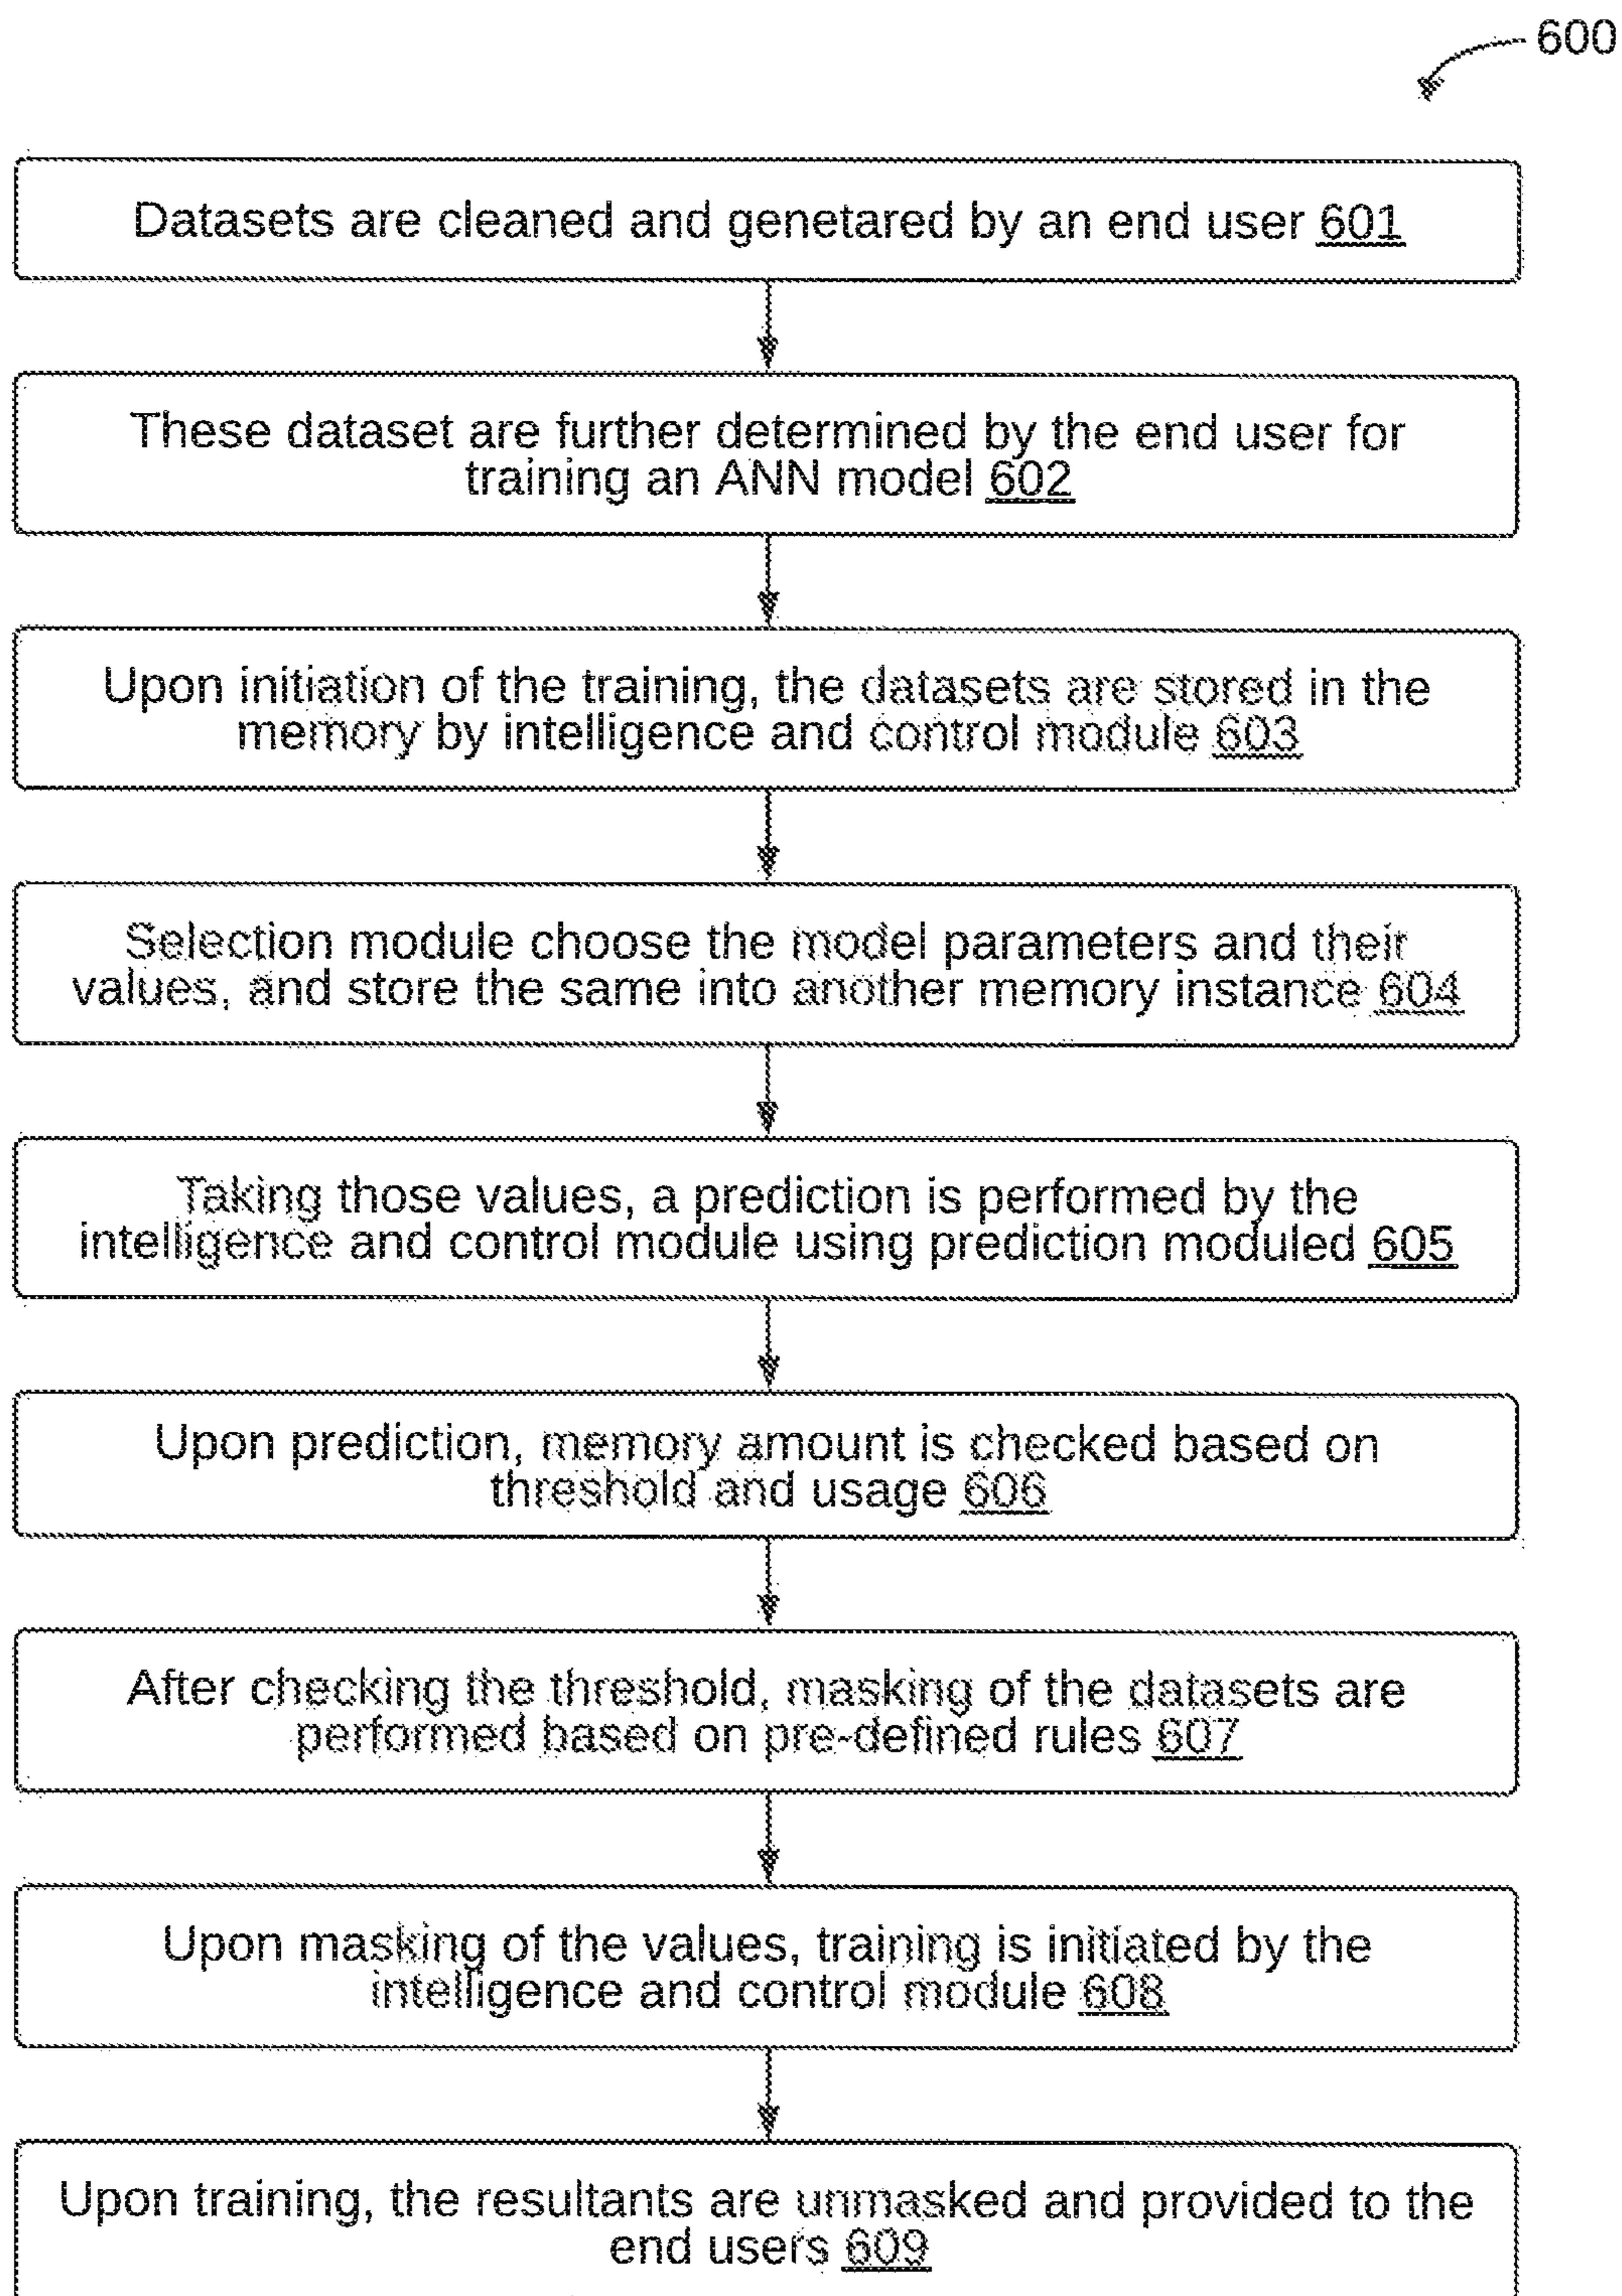 600
Datasets are cleaned and genetared by an end user 601
These dataset are further determined by the end user for
training an ANN model 602
Upon initiation of the training, the datasets are stored in the
memory by intelligence and control module 603
Selection module choose the model parameters and their
values, and store the same into another memory instance 604
Taking those values, a prediction is performed by the
intelligence and control module using prediction moduled 605
Upon prediction, memory amount is checked based on
threshold and usage 606
After checking the threshold, masking of the datasets are
performed based on pre-defined rules 607
Upon masking of the values, training is initiated by the
intelligence and control module 608
Upon training, the resultants are unmasked and provided to the
end users 609